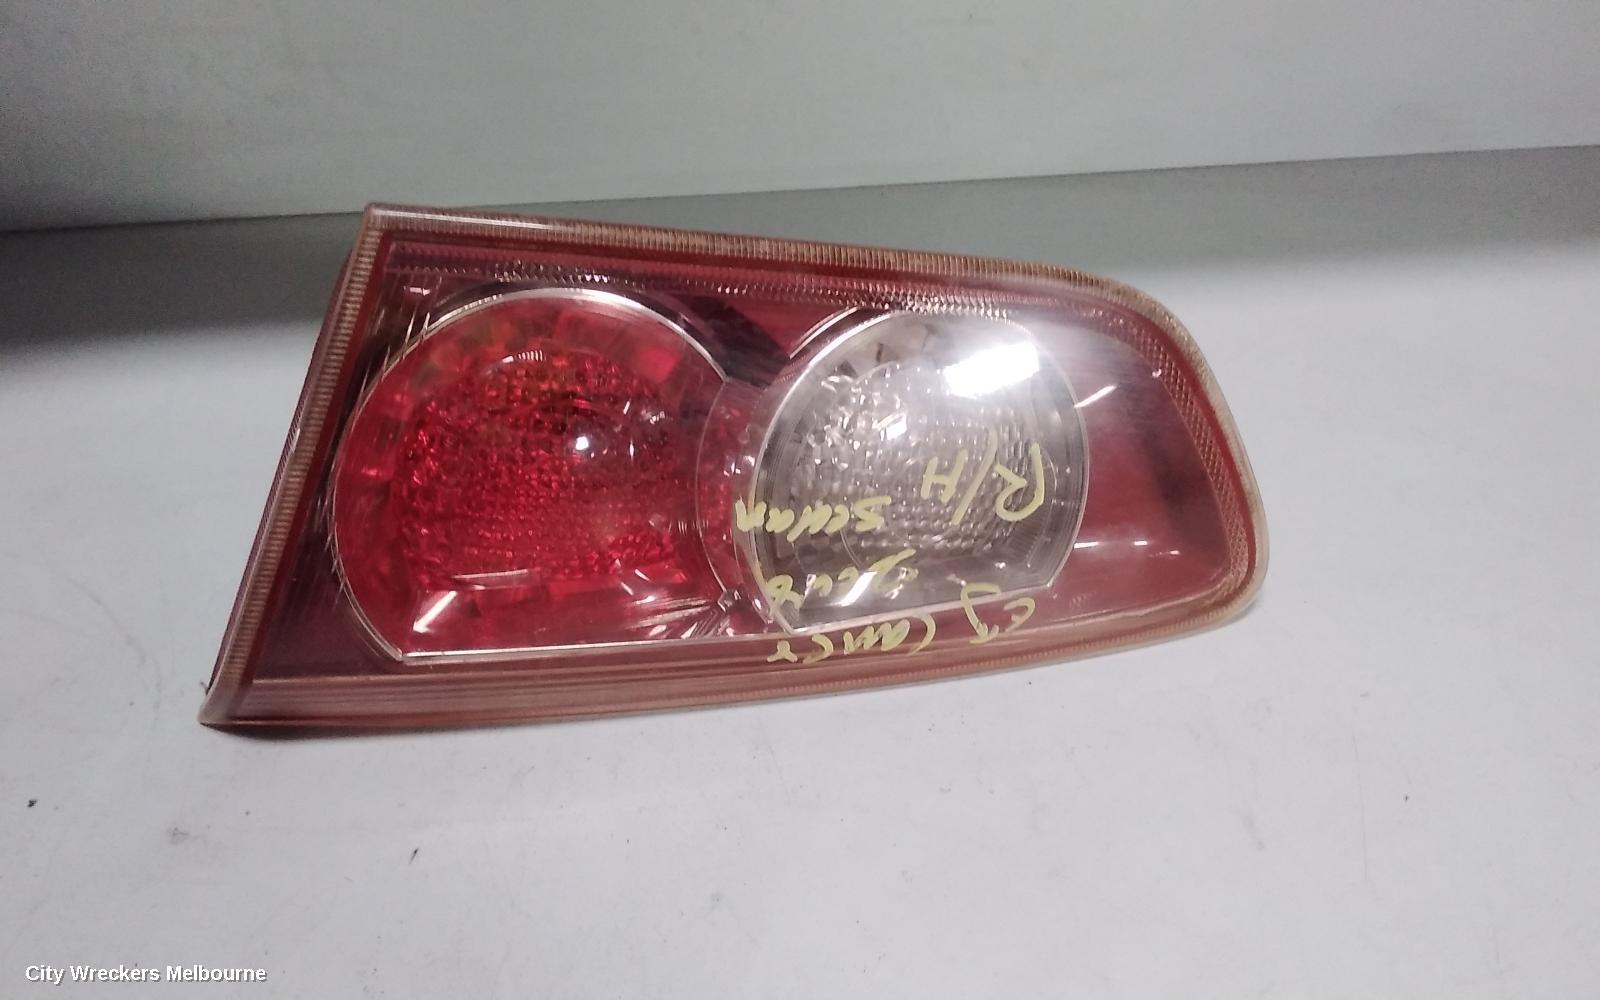 CJ Lancer
sedan
R/H
City Wreckers Melbourne